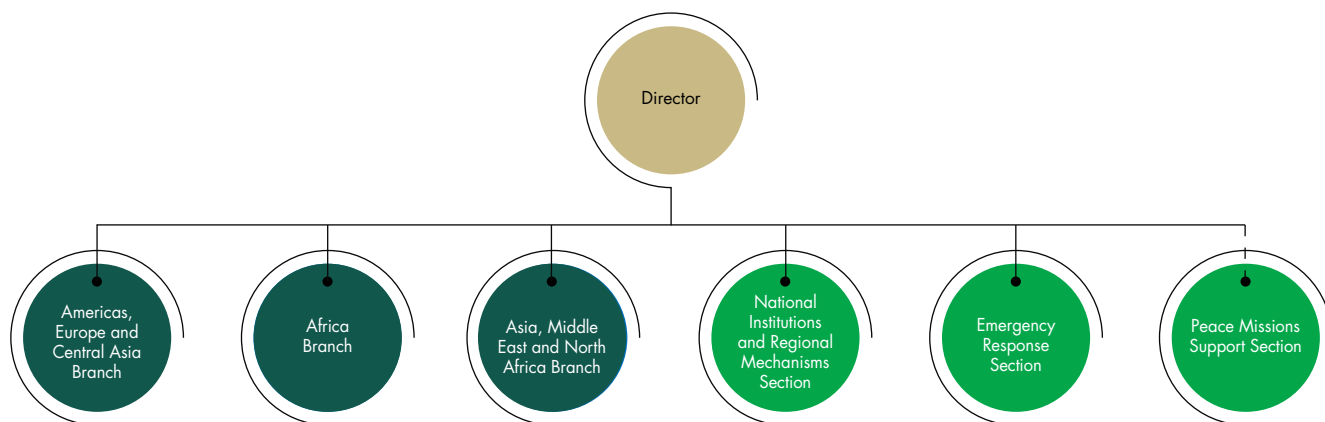 Director
Americas,
Europe and
Central Asia
Branch
Africa
Branch
Asia, Middle
East and North
Africa Branch
National
Institutions
and Regional
Mechanisms
Section
Emergency
Response
Section
Peace Missions
Support Section